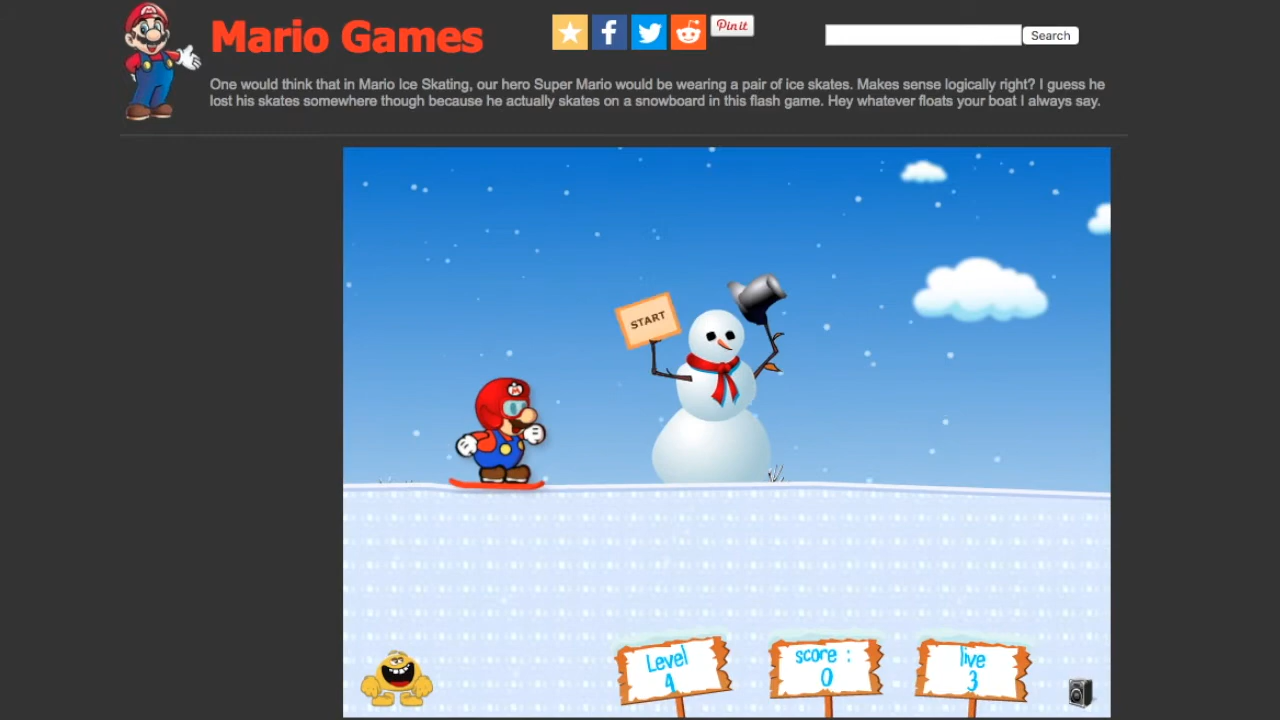 Mario Games
Pin it
Search
One would think that in Mario Ice Skating, our hero Super Mario would be wearing a pair of ice skates. Makes sense logically right? I guess he
lost his skates somewhere though because he actually skates on a snowboard in this flash game. Hey whatever floats your boat I always say.
START
Level
4
score :
0
live
3